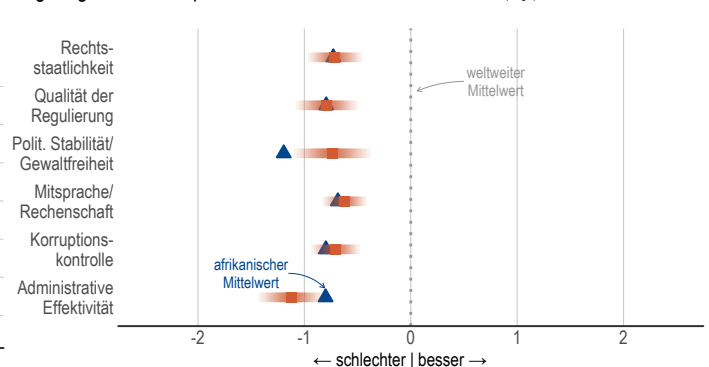 Rechts-
staatlichkeit
Qualität der
Regulierung
Polit. Stabilität/
Gewaltfreiheit
Mitsprache/
Rechenschaft
Korruptions-
kontrolle
Administrative
Effektivität
weltweiter
Mittelwert
afrikanischer
Mittelwert
-2
-1
0
1
2
← schlechter | besser →